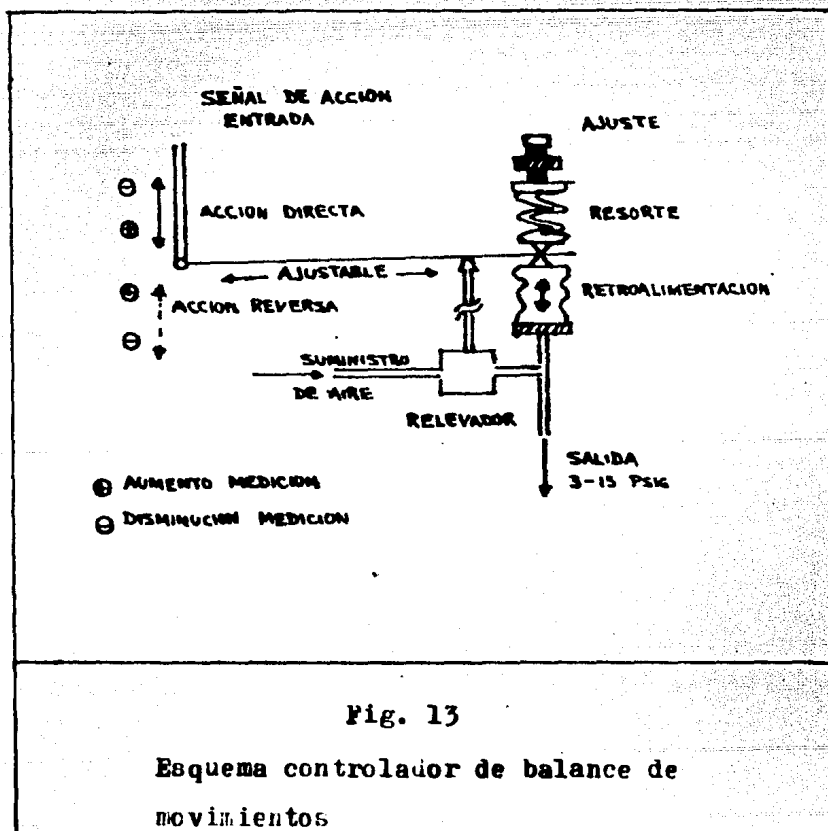 SEÑAL DE ACCION
ENTRADA
AJUSTE
⊖
ACCION DIRECTA
RESORTE
⊕
AJUSTABLE
⊕
ACCION REVERSA
RETROALIMENTACION
⊖
SUMINISTRO
DE AIRE
RELEVADOR
SALIDA
3-15 PSIG
⊕ AUMENTO MEDICION
⊖ DISMINUCION MEDICION
Fig. 13
Esquema controlador de balance de
movimientos